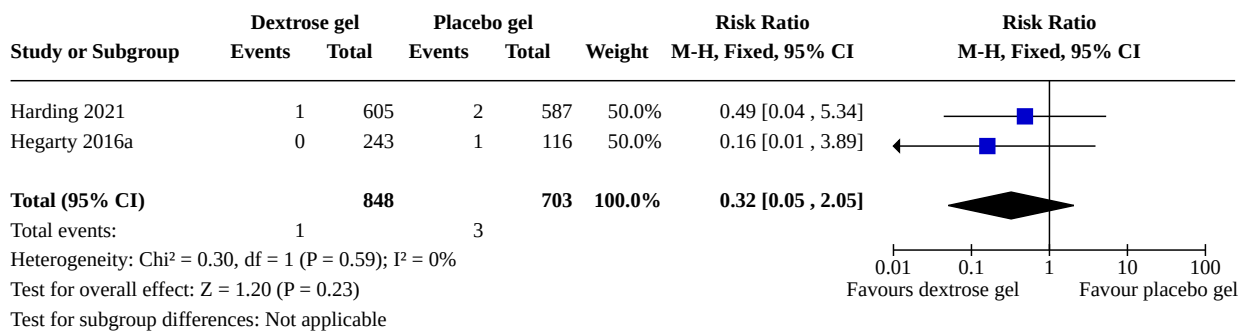 Dextrose gel Placebo gel Risk Ratio Risk Ratio
Study or Subgroup Events Total Events Total Weight M-H, Fixed, 95% CI M-H, Fixed, 95% CI
Harding 2021 1 605 2 587 50.0% 0.49 [0.04 , 5.34]
Hegarty 2016a 0 243 1 116 50.0% 0.16 [0.01 , 3.89]
Total (95% CI) 848 703 100.0% 0.32 [0.05 , 2.05]
Total events: 1 3
Heterogeneity: Chi² = 0.30, df = 1 (P = 0.59); I² = 0%
Test for overall effect: Z = 1.20 (P = 0.23)
Test for subgroup differences: Not applicable
0.01 0.1 1 10 100
Favours dextrose gel Favour placebo gel